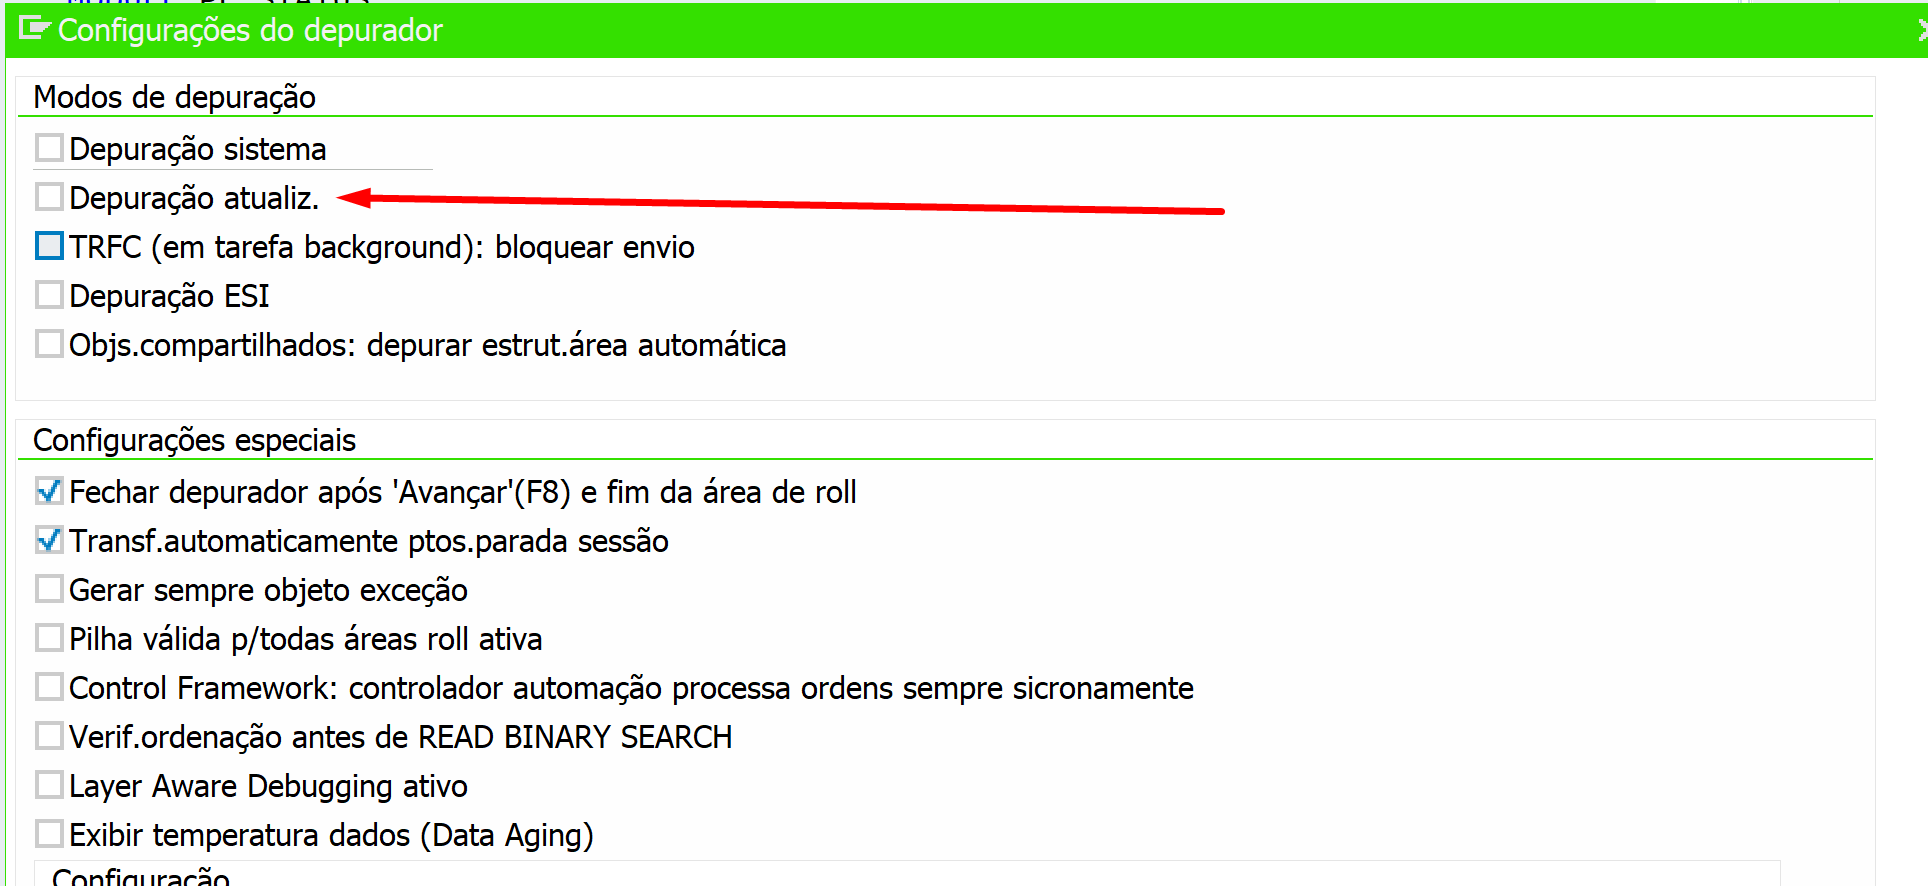 Configurações do depurador
Modos de depuração
Depuração sistema
Depuração atualiz.
TRFC (em tarefa background): bloquear envio
Depuração ESI
Objs.compartilhados: depurar estrut.área automática
Configurações especiais
Fechar depurador após 'Avançar'(F8) e fim da área de roll
Transf.automaticamente ptos.parada sessão
Gerar sempre objeto exceção
Pilha válida p/todas áreas roll ativa
Control Framework: controlador automação processa ordens sempre sicronamente
Verif.ordenação antes de READ BINARY SEARCH
Layer Aware Debugging ativo
Exibir temperatura dados (Data Aging)
Configuração